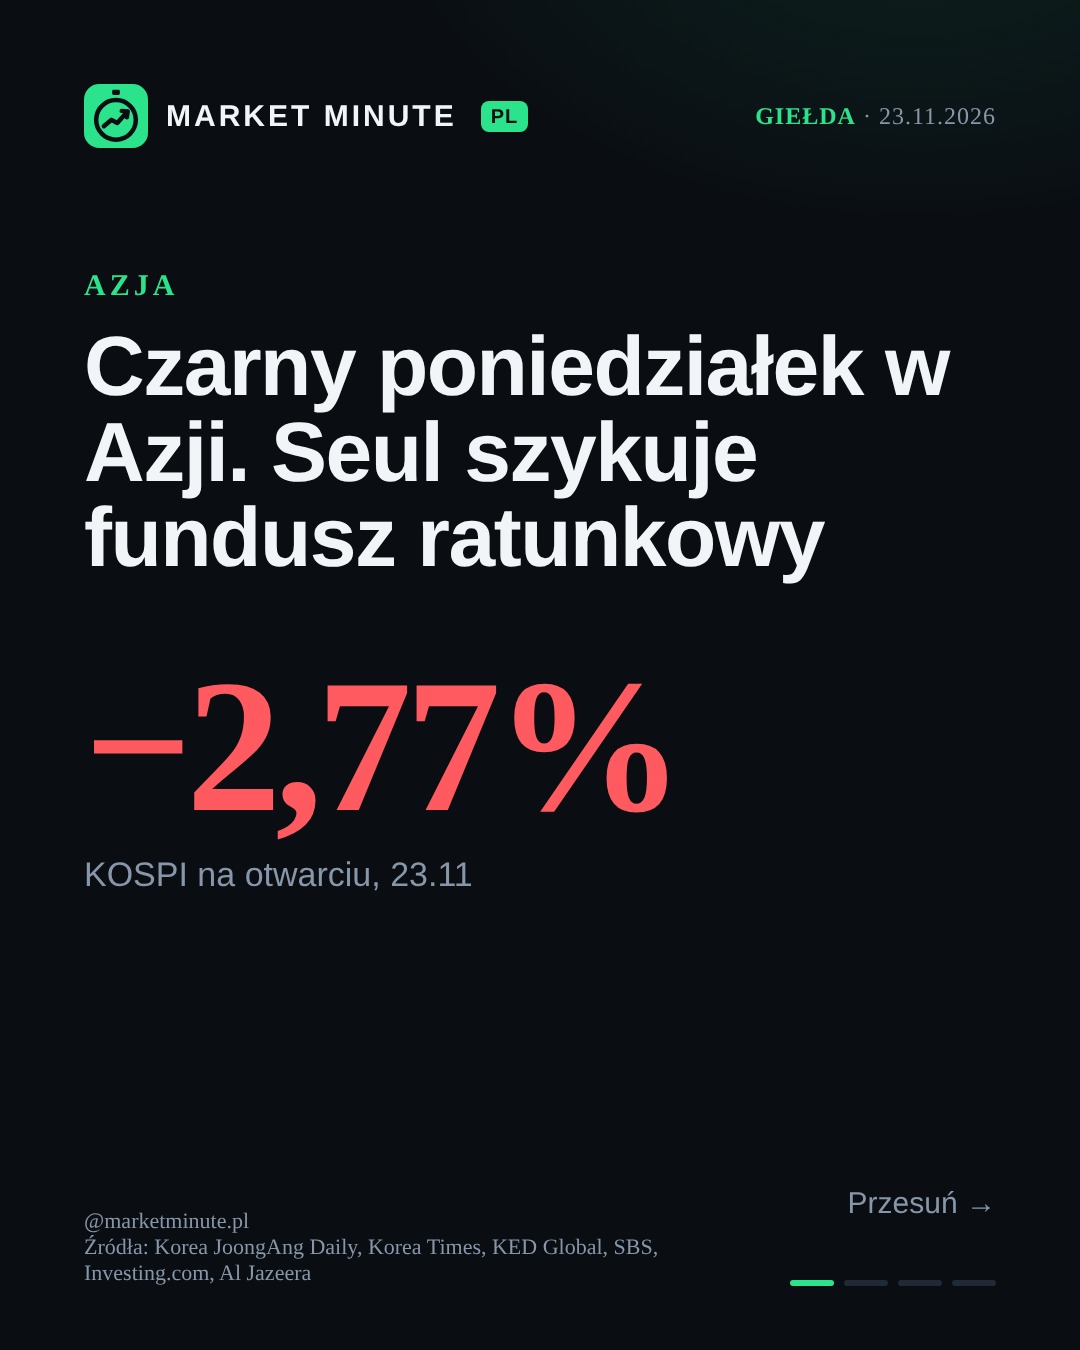 MARKET MINUTE PL
GIEŁDA · 23.11.2026
AZJA
Czarny poniedziałek w
Azji. Seul szykuje
fundusz ratunkowy
−2,77%
KOSPI na otwarciu, 23.11
Przesuń →
@marketminute.pl
Źródła: Korea JoongAng Daily, Korea Times, KED Global, SBS,
Investing.com, Al Jazeera